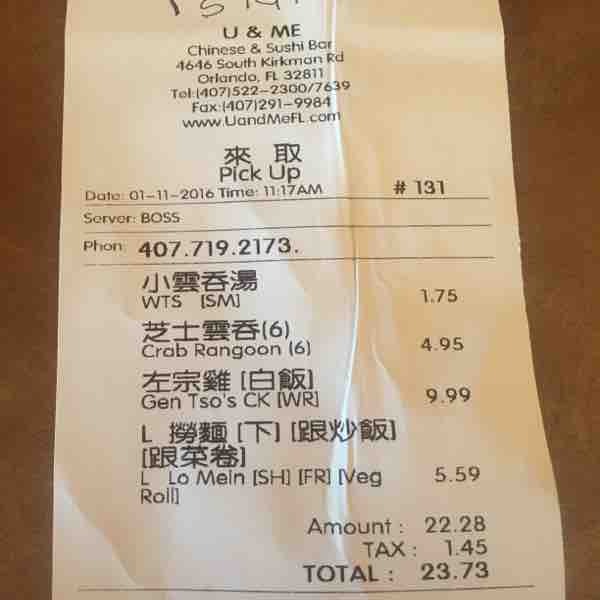 U & ME
Chinese & Sushi Bar
4646 South Kirkman Rd
Orlando, FL 32811
Tel:(407)522-2300/7639
Fax:(407)291-9984
www.UandMeFL.com
來 取
Pick Up
Date: 01-11-2016 Time: 11:17AM # 131
Server: BOSS
Phon: 407.719.2173.
小雲吞湯
WTS [SM] 1.75
芝士雲吞(6)
Crab Rangoon (6) 4.95
左宗雞 [白飯]
Gen Tso's CK [WR] 9.99
L 撈麵 [下] [跟炒飯]
[跟菜卷]
L Lo Mein [SH] [FR] [Veg 5.59
Roll]
Amount : 22.28
TAX : 1.45
TOTAL : 23.73